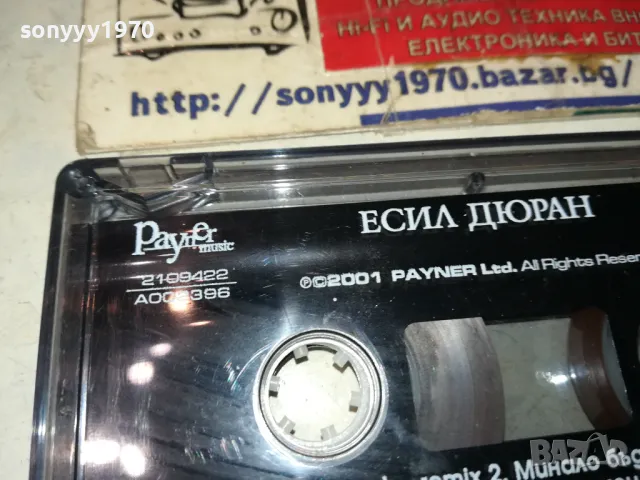 sonyyy1970
Hi-Fi И АУДИО ТЕХНИКА ВН
ЕЛЕКТРОНИКА-И БИТ
http://sonyyy1970.bazar.bg/
Payner
music
ЕСИЛ ДЮРАН
2199422
A002396
℗©2001 PAYNER Ltd. All Rights Reser
remix 2. Минало бъд
BAZAR